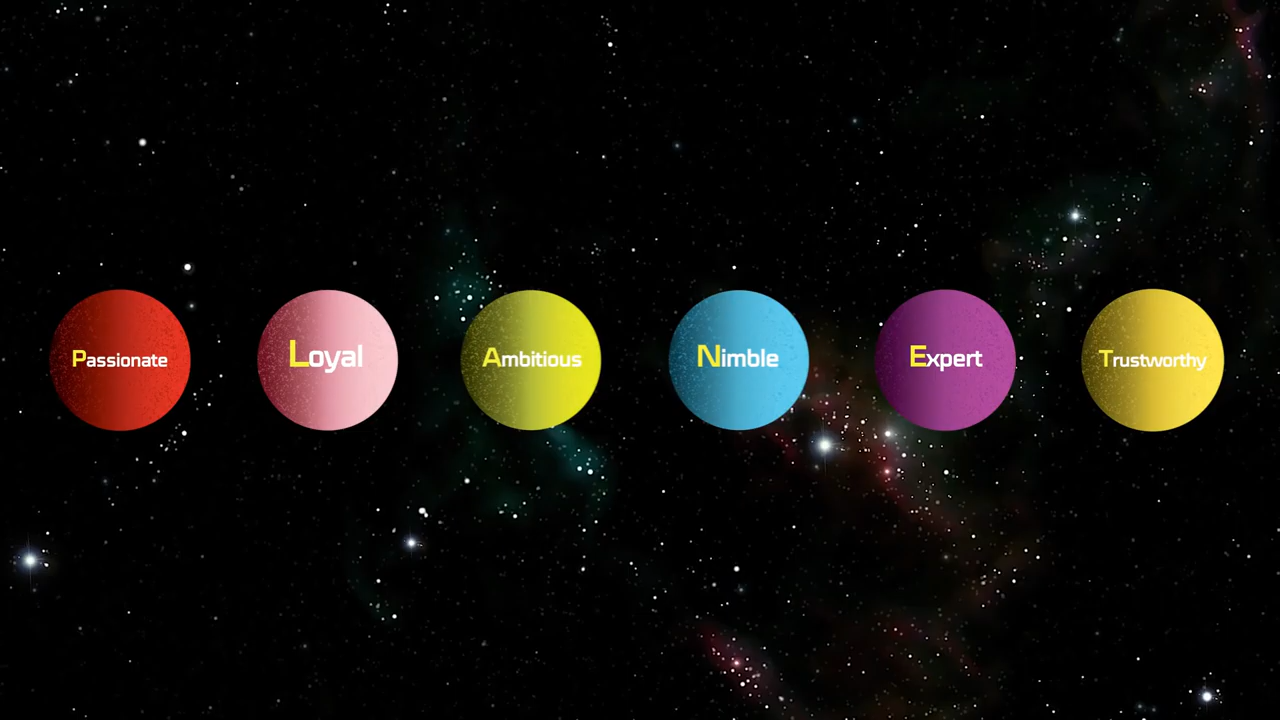 Passionate
Loyal
Ambitious
Nimble
Expert
Trustworthy